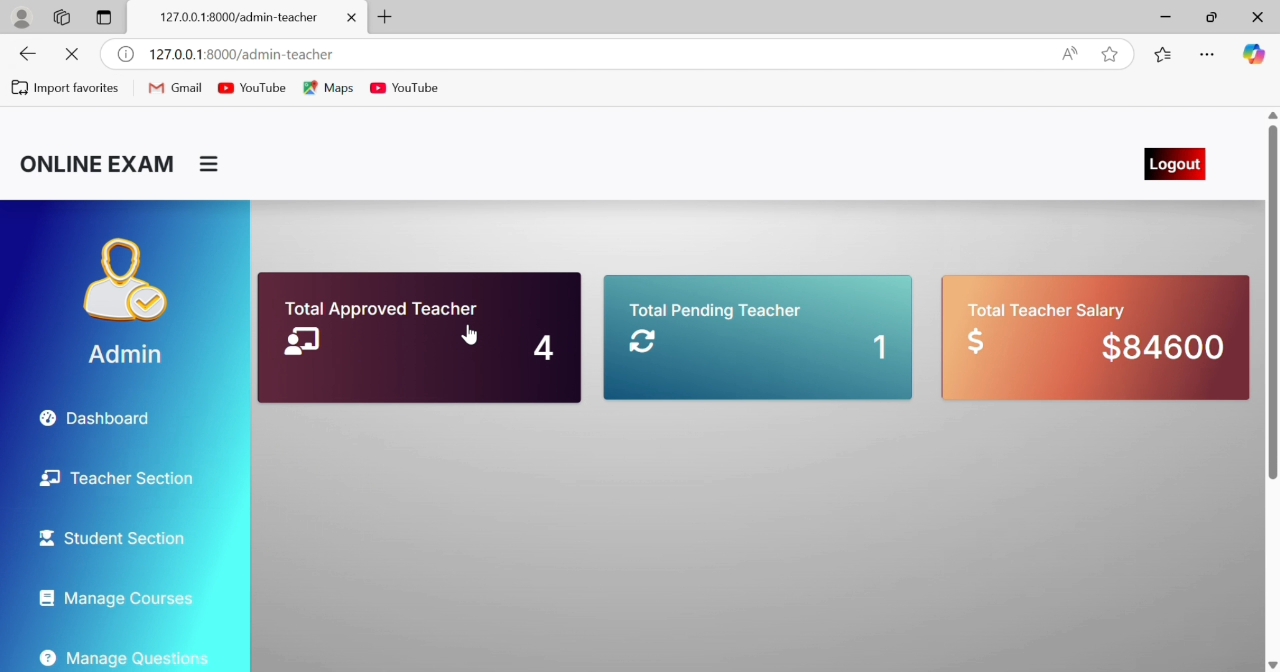 127.0.0.1:8000/admin-teacher
127.0.0.1:8000/admin-teacher
Import favorites
Gmail
YouTube
Maps
YouTube
ONLINE EXAM
Logout
Total Approved Teacher
4
Total Pending Teacher
1
Total Teacher Salary
$84600
Admin
Dashboard
Teacher Section
Student Section
Manage Courses
Manage Questions